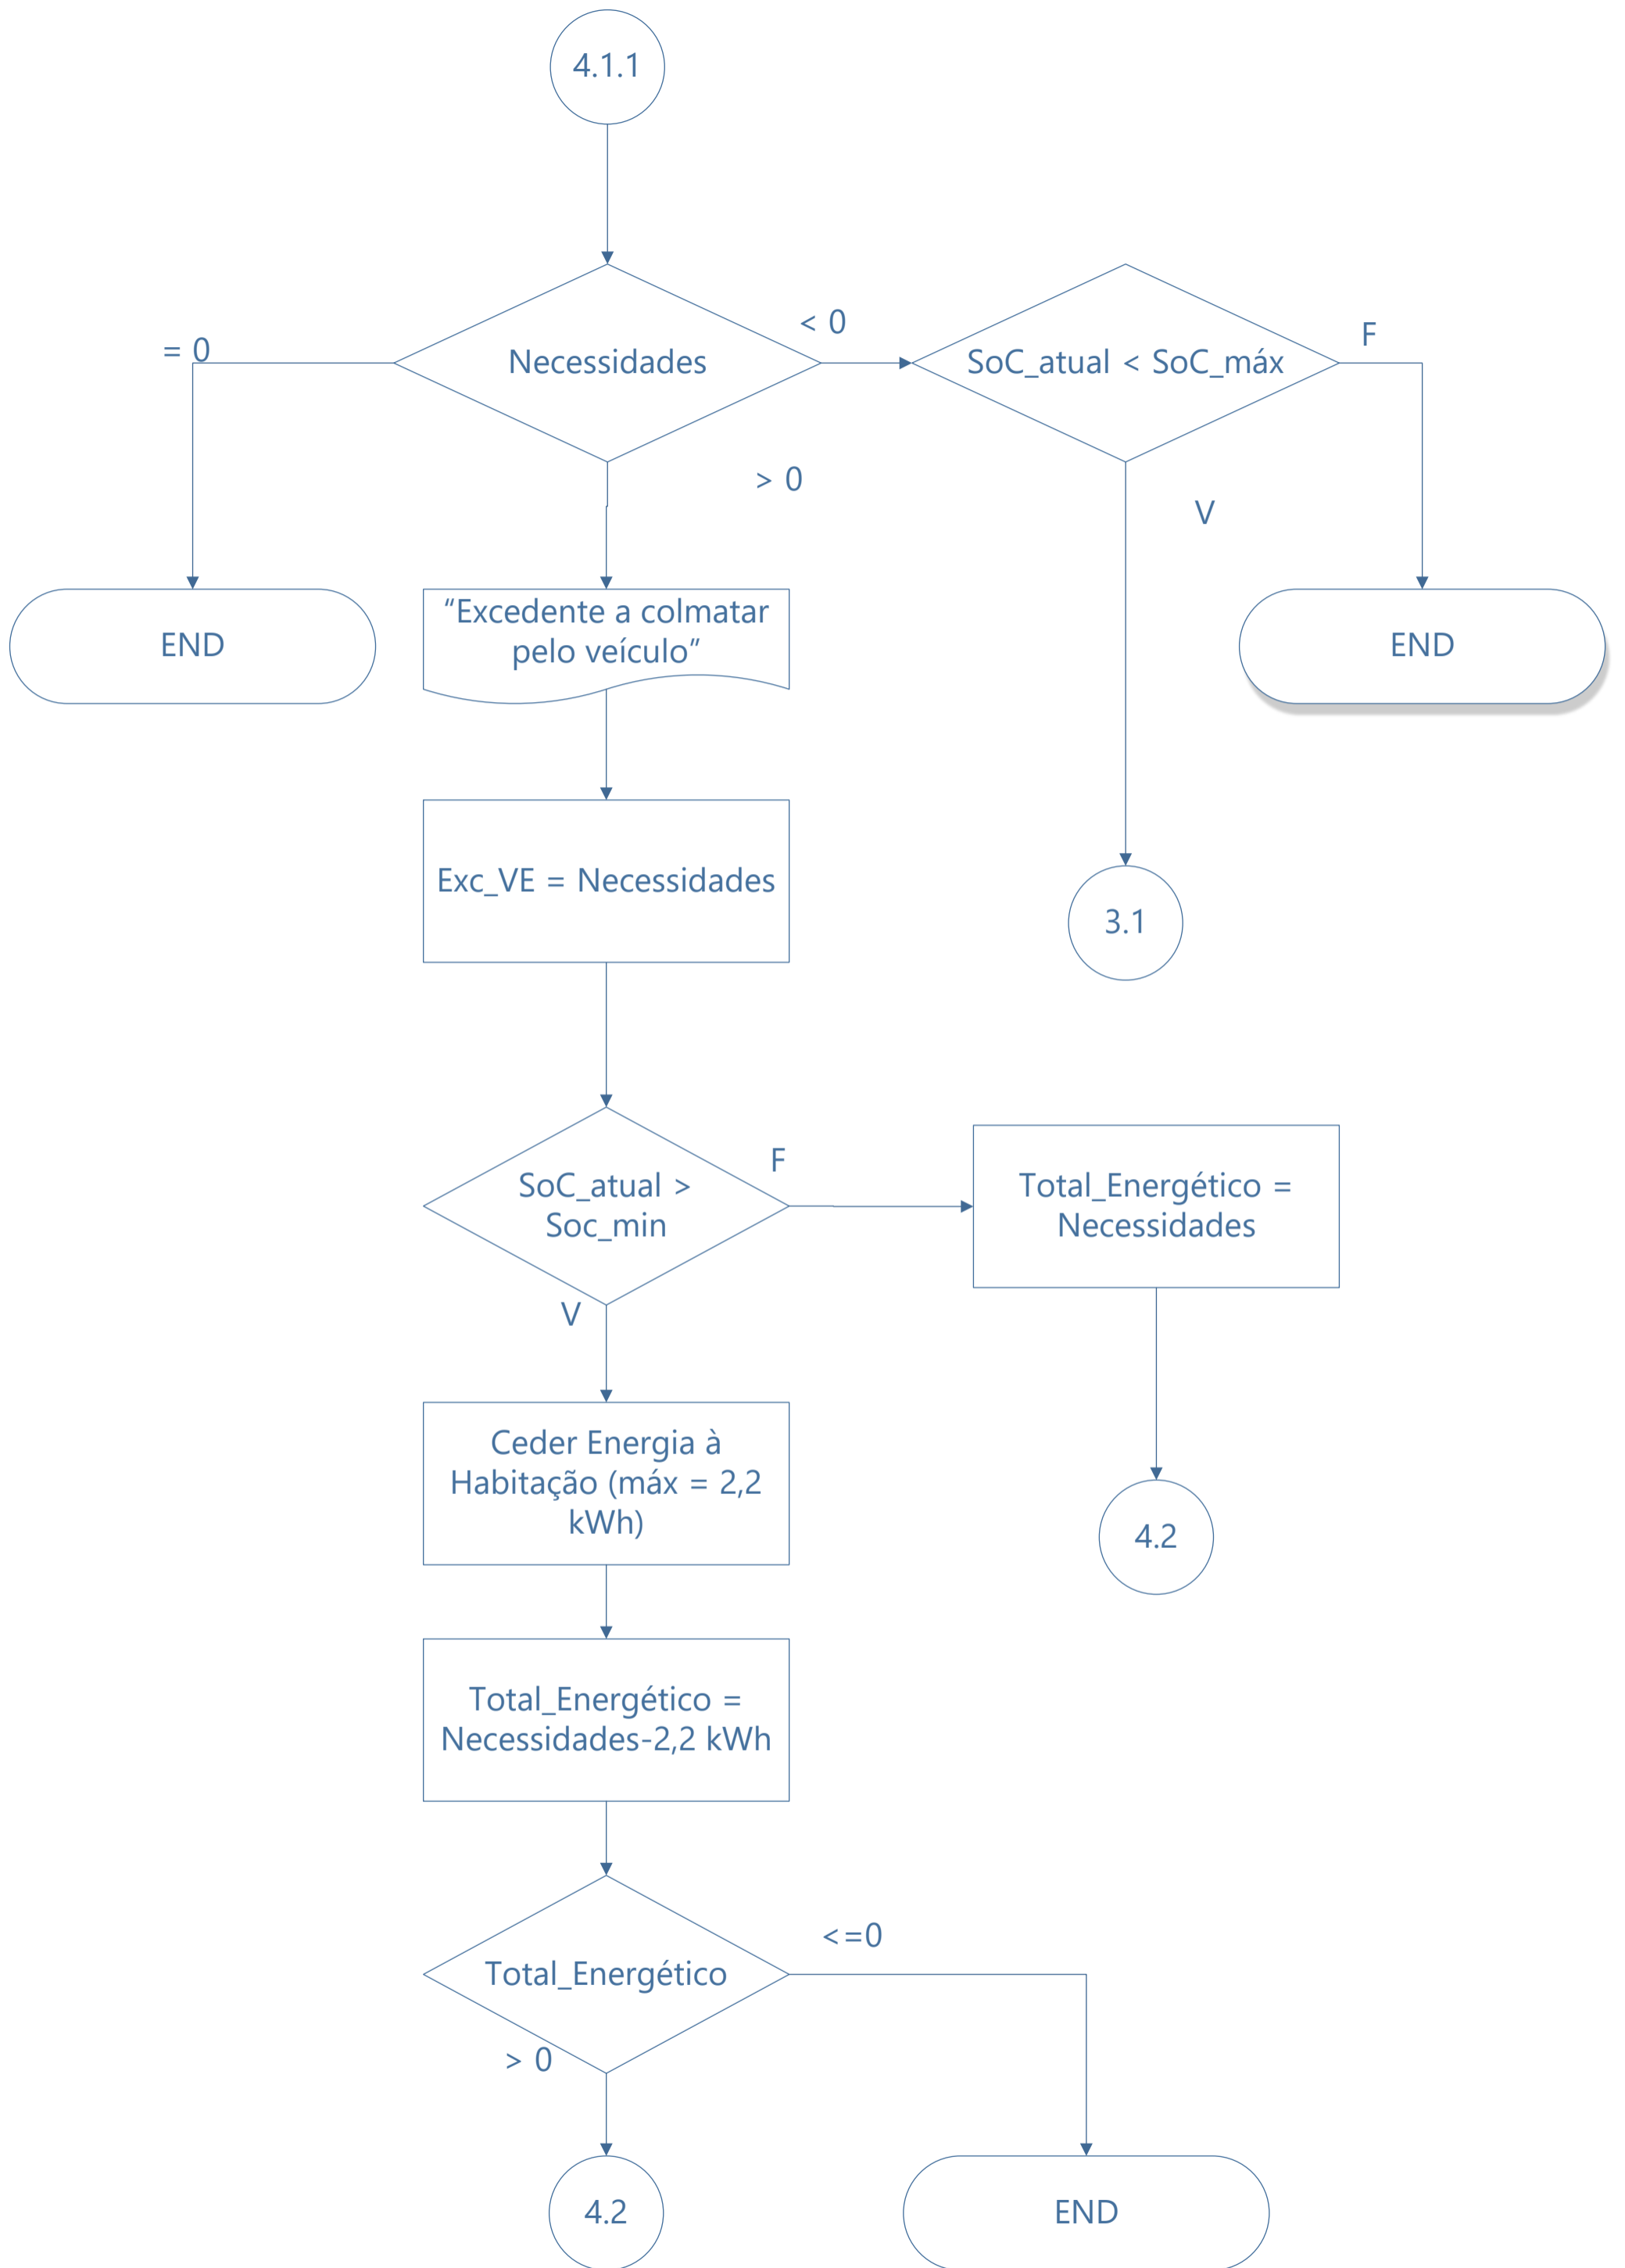 4.1.1
= 0
Necessidades
< 0
SoC_atual < SoC_máx
F
> 0
V
END
“Excedente a colmatar
pelo veículo”
END
Exc_VE = Necessidades
3.1
SoC_atual >
Soc_min
F
Total_Energético =
Necessidades
V
Ceder Energia à
Habitação (máx = 2,2
kWh)
4.2
Total_Energético =
Necessidades-2,2 kWh
Total_Energético
<=0
> 0
4.2
END